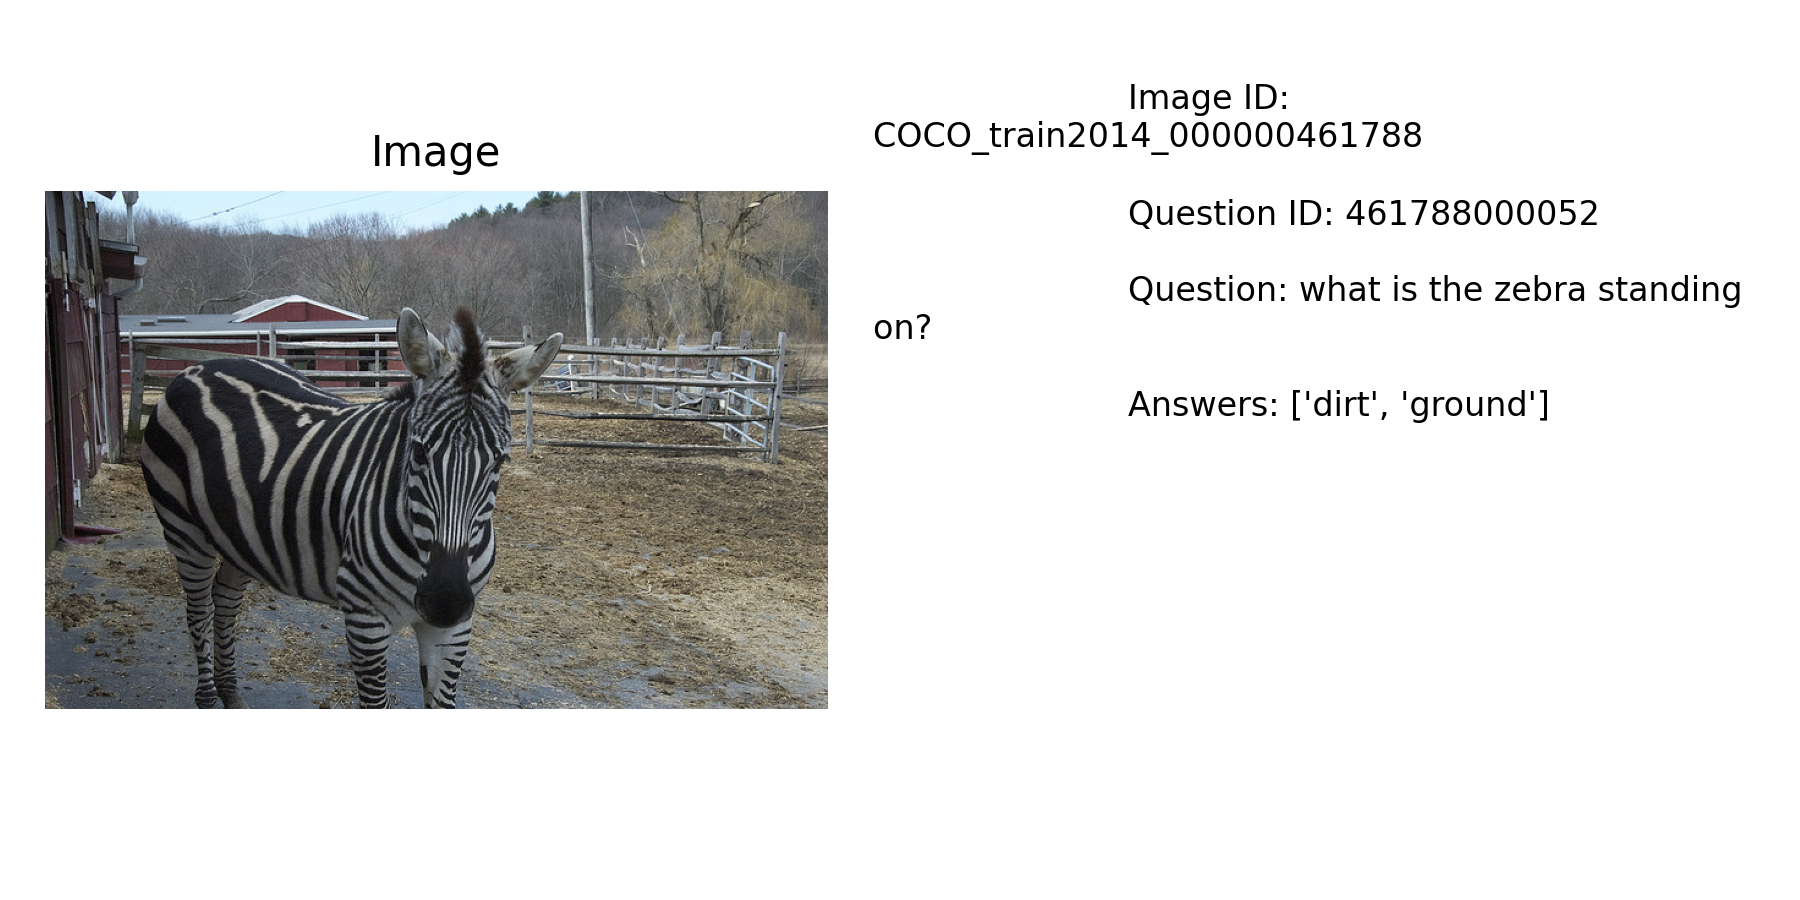 Image
Image ID:
COCO_train2014_000000461788
Question ID: 461788000052
Question: what is the zebra standing
on?
Answers: ['dirt', 'ground']